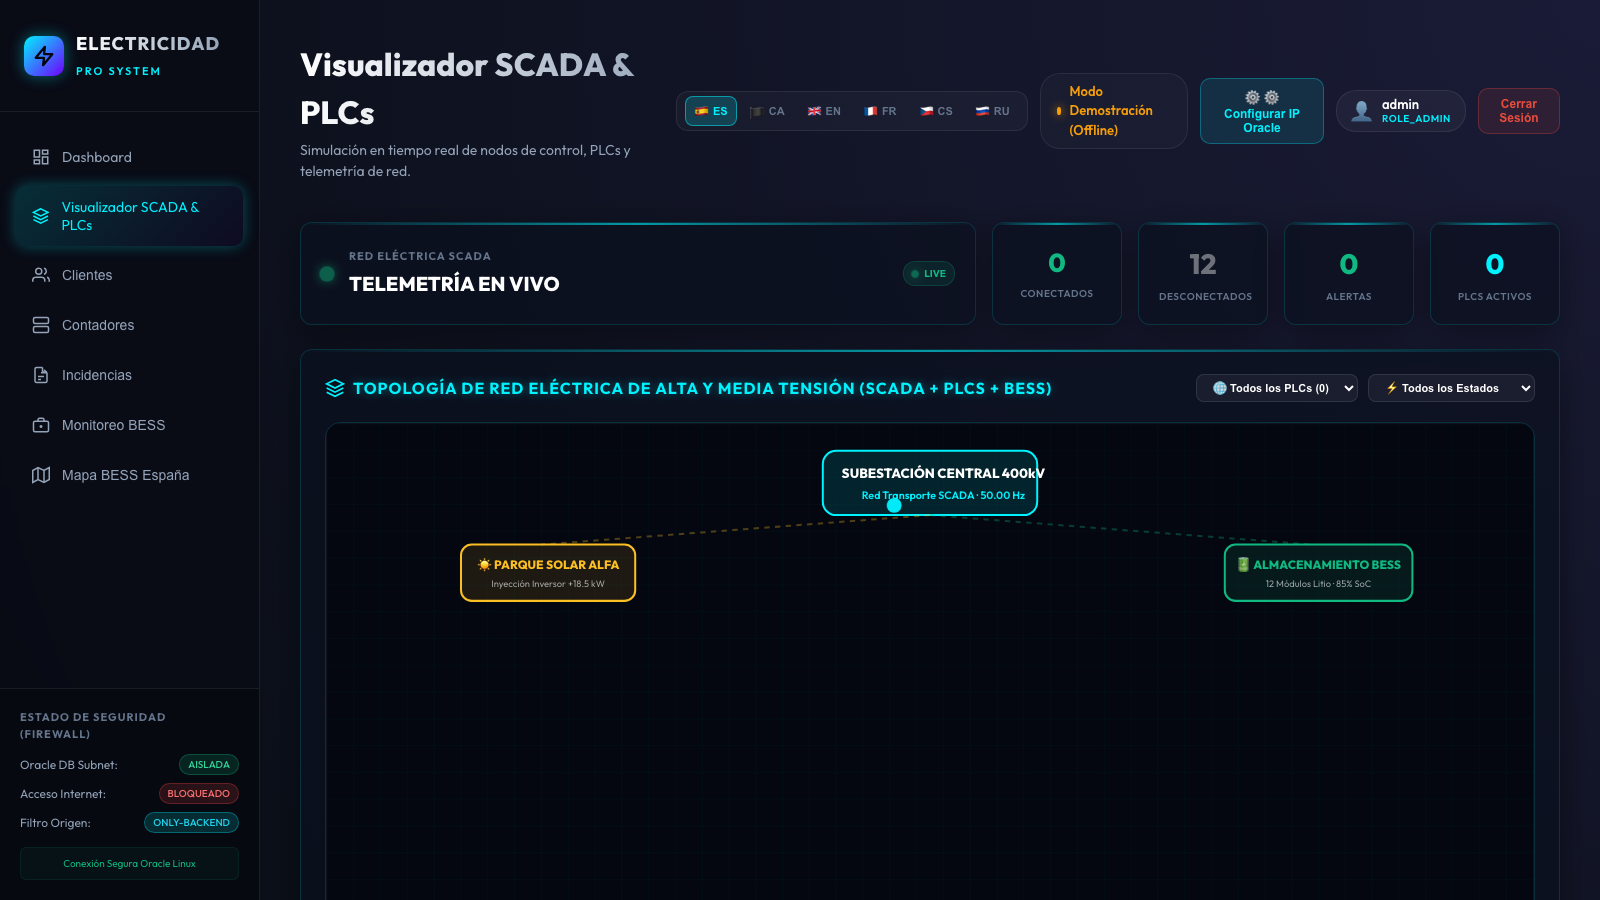 ELECTRICIDAD
PRO SYSTEM
Dashboard
Visualizador SCADA &
PLCs
Clientes
Contadores
Incidencias
Monitoreo BESS
Mapa BESS España
ESTADO DE SEGURIDAD
(FIREWALL)
Oracle DB Subnet: AISLADA
Acceso Internet: BLOQUEADO
Filtro Origen: ONLY-BACKEND
Conexión Segura Oracle Linux
Visualizador SCADA &
PLCs
Simulación en tiempo real de nodos de control, PLCs y
telemetría de red.
ES CA EN FR CS RU
Modo
Demostración
(Offline)
Configurar IP
Oracle
admin
ROLE_ADMIN
Cerrar
Sesión
RED ELÉCTRICA SCADA
TELEMETRÍA EN VIVO
LIVE
0
CONECTADOS
12
DESCONECTADOS
0
ALERTAS
0
PLCS ACTIVOS
TOPOLOGÍA DE RED ELÉCTRICA DE ALTA Y MEDIA TENSIÓN (SCADA + PLCS + BESS)
Todos los PLCs (0)
Todos los Estados
SUBESTACIÓN CENTRAL 400kV
Red Transporte SCADA · 50.00 Hz
PARQUE SOLAR ALFA
Inyección Inversor +18.5 kW
ALMACENAMIENTO BESS
12 Módulos Litio · 85% SoC